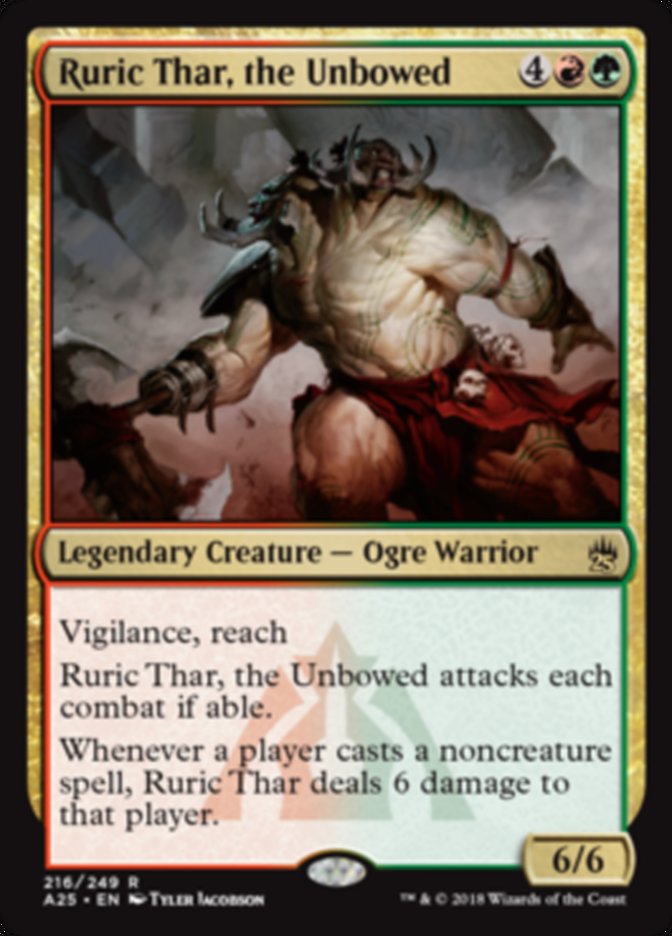 Ruric Thar, the Unbowed 4
Legendary Creature — Ogre Warrior 25
Vigilance, reach
Ruric Thar, the Unbowed attacks each
combat if able.
Whenever a player casts a noncreature
spell, Ruric Thar deals 6 damage to
that player.
6/6
216/249 R
A25 • EN Tyler Jacobson ™ & © 2018 Wizards of the Coast